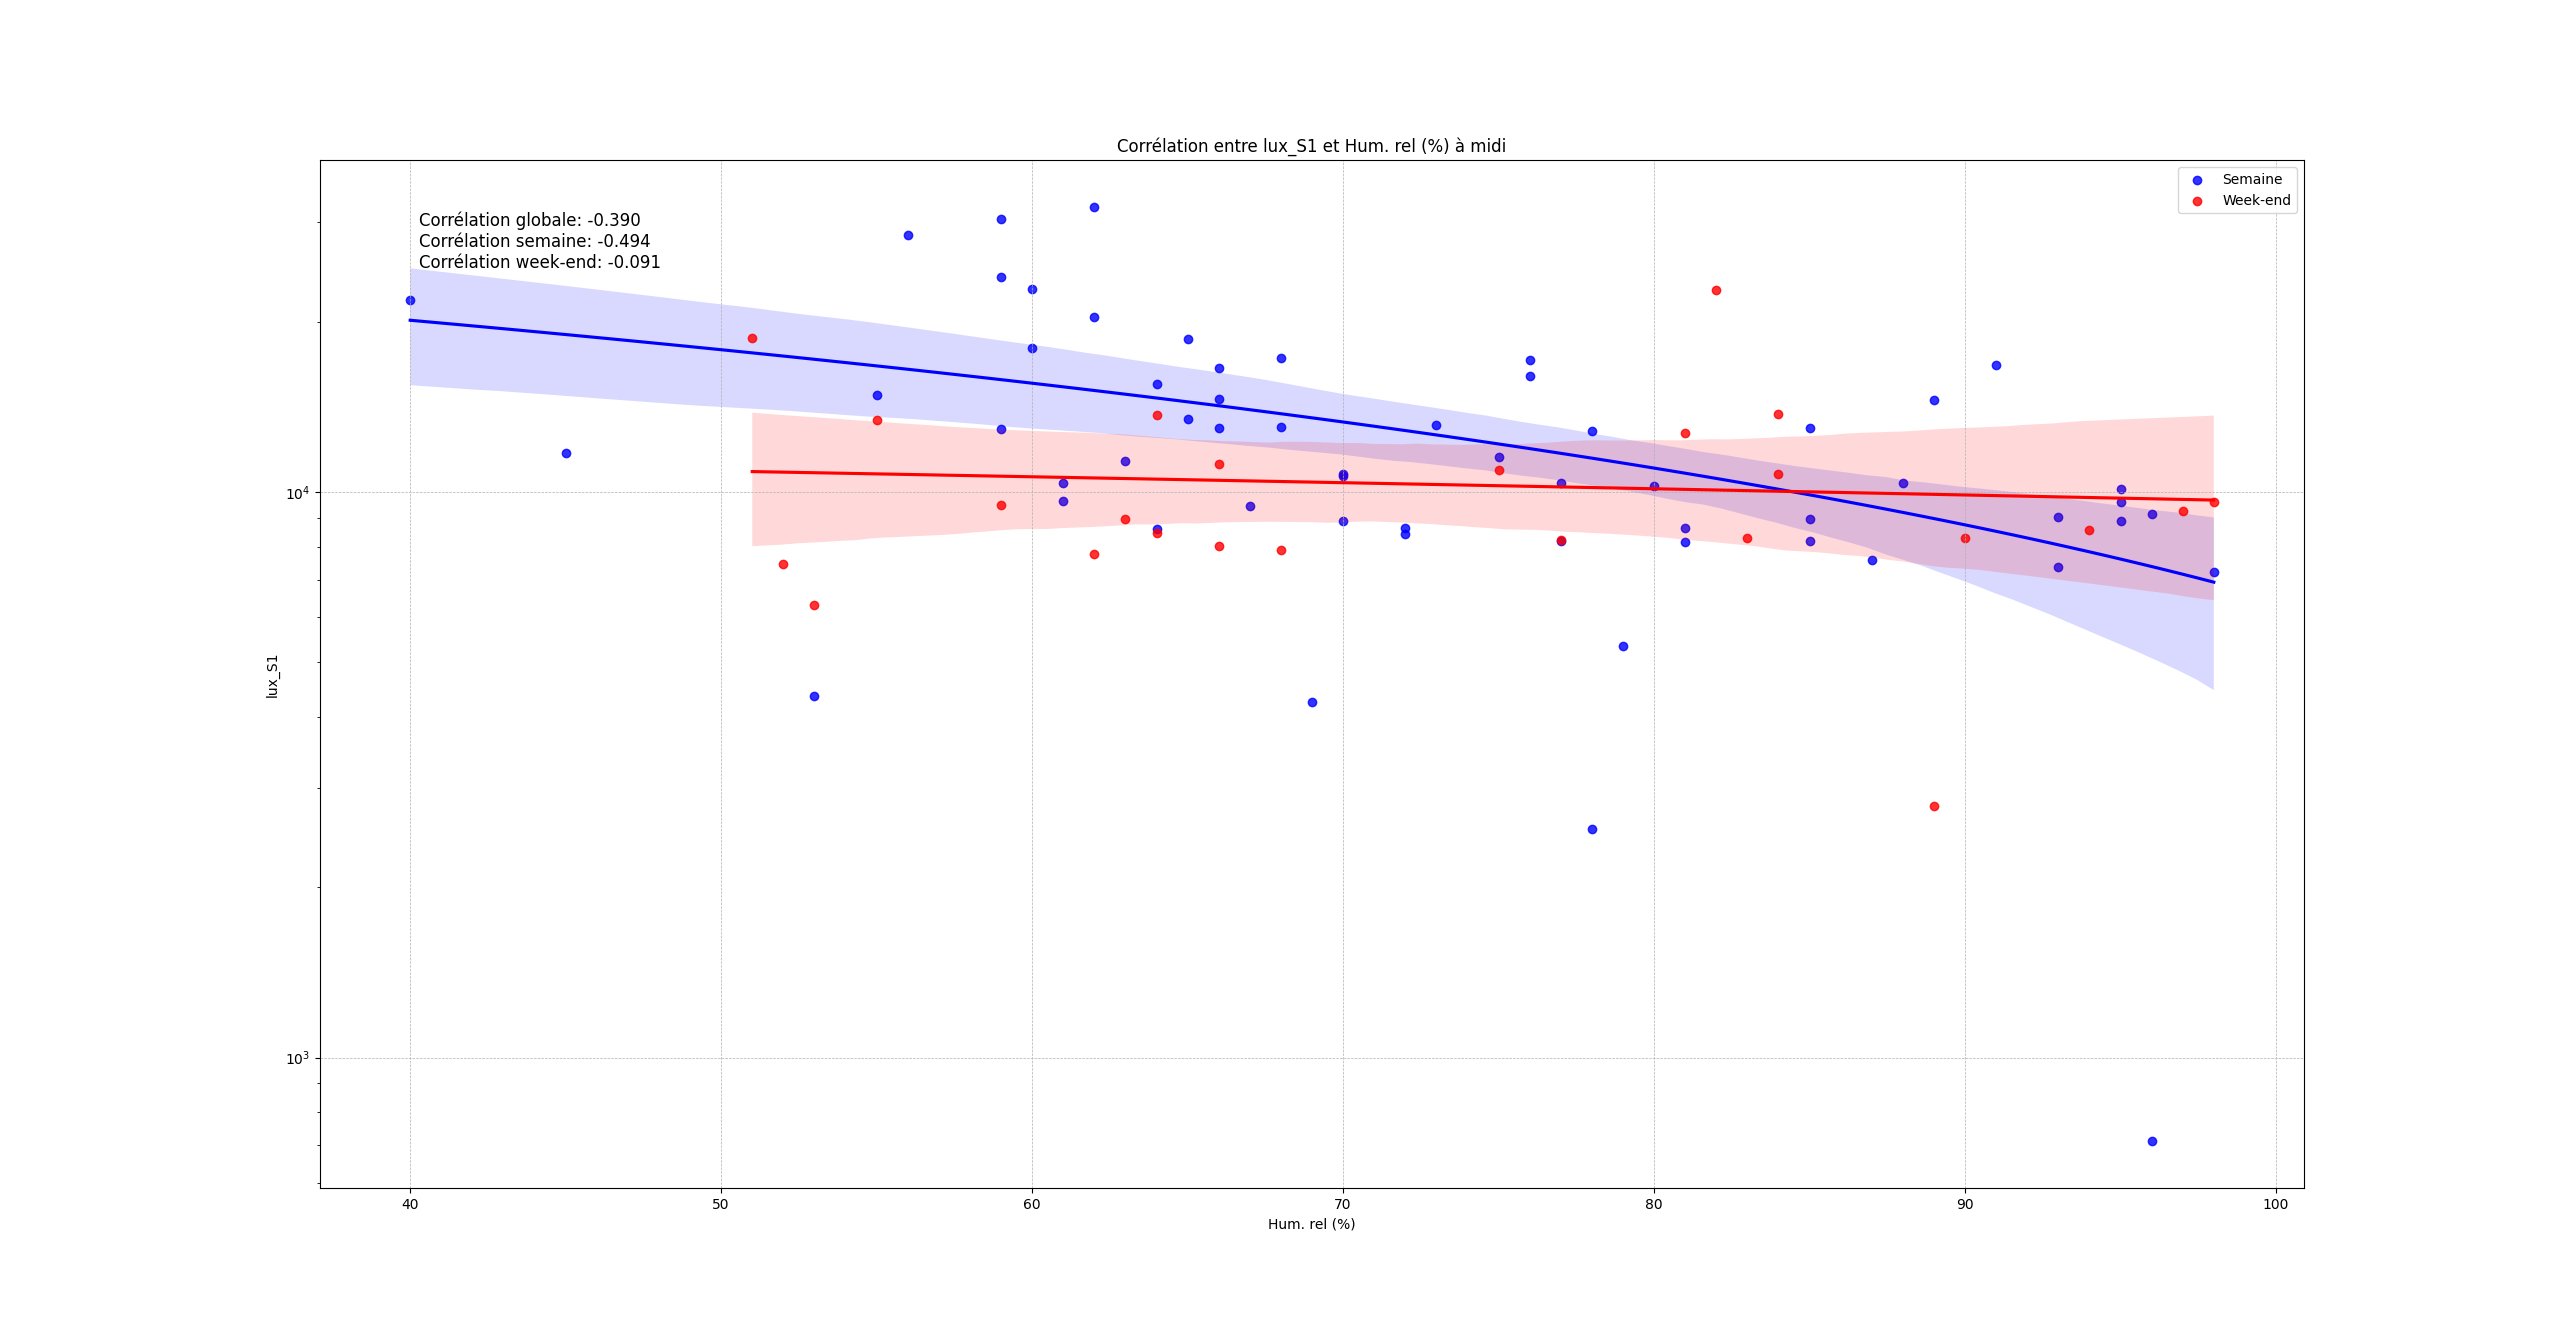 Corrélation entre lux_S1 et Hum. rel (%) à midi
Semaine
Week-end
Corrélation globale: -0.390
Corrélation semaine: -0.494
Corrélation week-end: -0.091
10⁴
10³
lux_S1
40 50 60 70 80 90 100
Hum. rel (%)